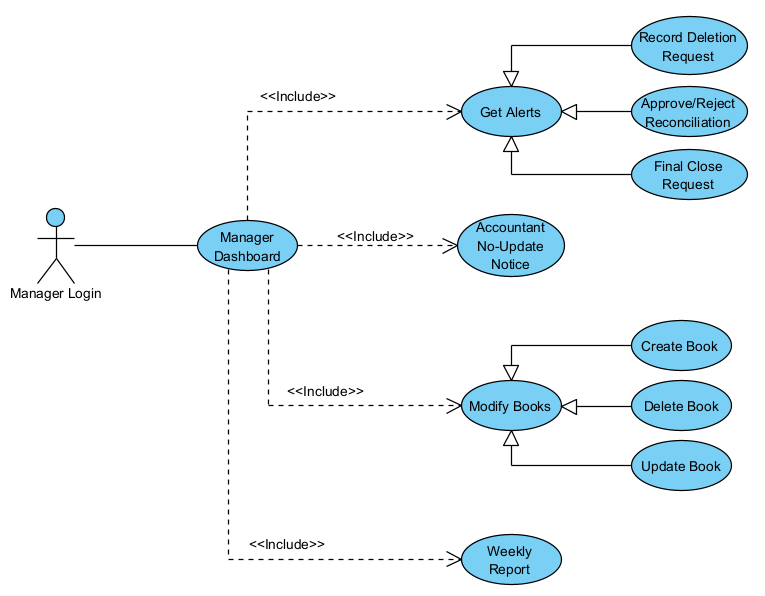 Record Deletion
Request
<<Include>>
Get Alerts
Approve/Reject
Reconciliation
Final Close
Request
Manager Login
Manager
Dashboard
<<Include>>
Accountant
No-Update
Notice
Create Book
<<Include>>
Modify Books
Delete Book
Update Book
<<Include>>
Weekly
Report